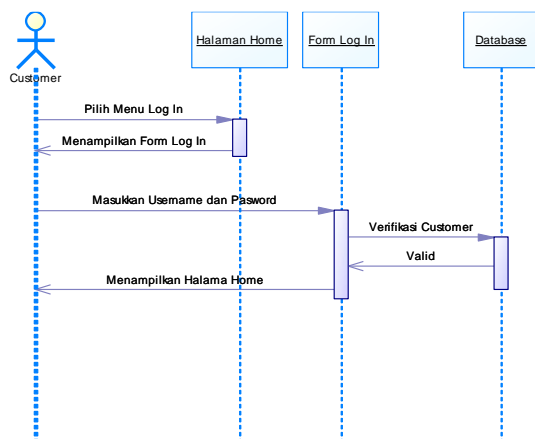 Halaman Home
Form Log In
Database
Customer
Pilih Menu Log In
Menampilkan Form Log In
Masukkan Username dan Pasword
Verifikasi Customer
Valid
Menampilkan Halama Home